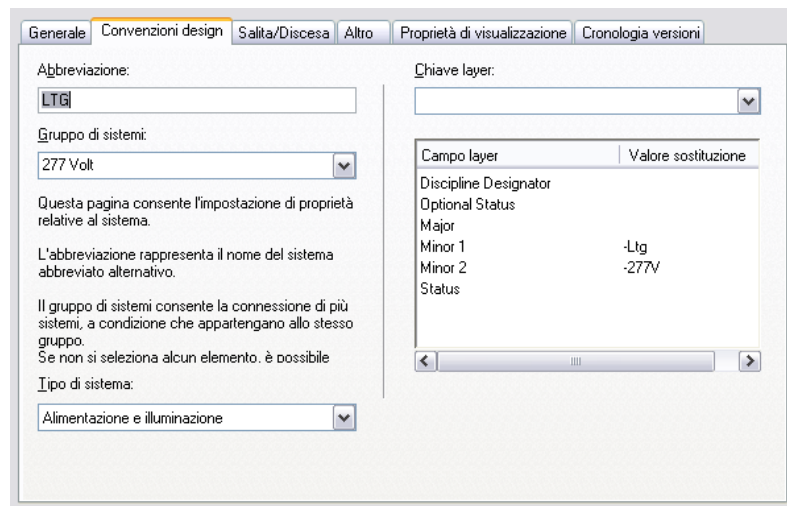 Generale Convenzioni design Salita/Discesa Altro Proprietà di visualizzazione Cronologia versioni
Abbreviazione:
LTG
Gruppo di sistemi:
277 Volt
Questa pagina consente l'impostazione di proprietà
relative al sistema.
L'abbreviazione rappresenta il nome del sistema
abbreviato alternativo.
Il gruppo di sistemi consente la connessione di più
sistemi, a condizione che appartengano allo stesso
gruppo.
Se non si seleziona alcun elemento, è possibile
Tipo di sistema:
Alimentazione e illuminazione
Chiave layer:
Campo layer Valore sostituzione
Discipline Designator
Optional Status
Major
Minor 1 -Ltg
Minor 2 -277V
Status